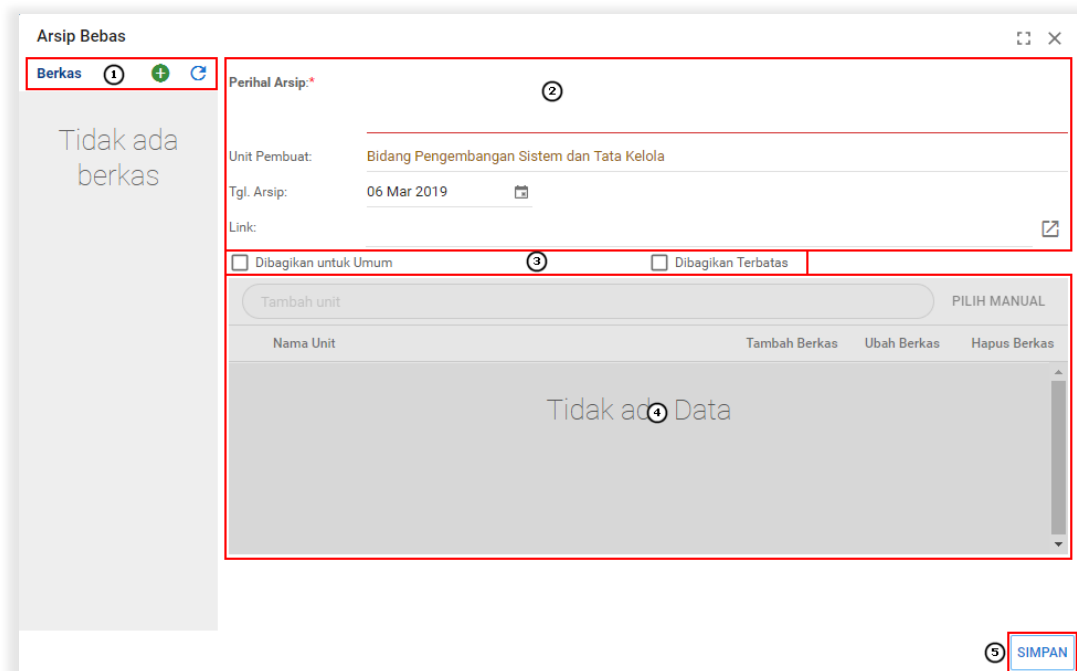 Arsip Bebas
Berkas 1
Tidak ada
berkas
Perihal Arsip:*
2
Unit Pembuat: Bidang Pengembangan Sistem dan Tata Kelola
Tgl. Arsip: 06 Mar 2019
Link:
Dibagikan untuk Umum 3 Dibagikan Terbatas
Tambah unit PILIH MANUAL
Nama Unit Tambah Berkas Ubah Berkas Hapus Berkas
Tidak ada 4 Data
5 SIMPAN